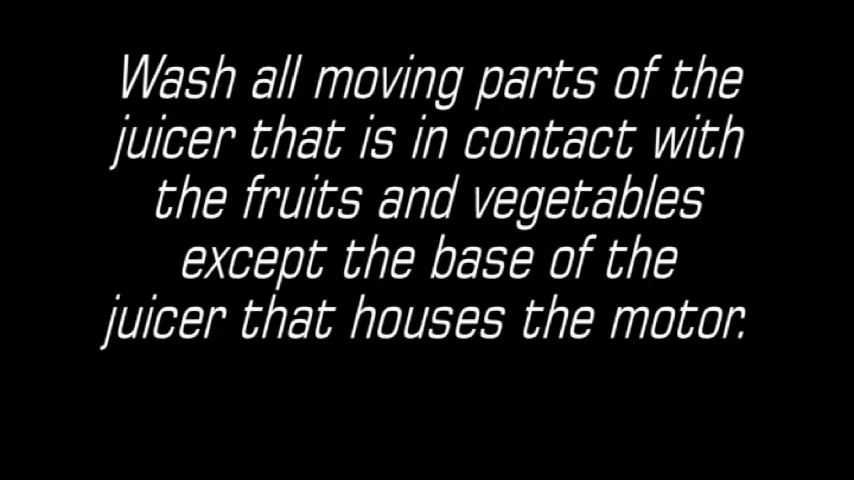 Wash all moving parts of the
juicer that is in contact with
the fruits and vegetables
except the base of the
juicer that houses the motor.